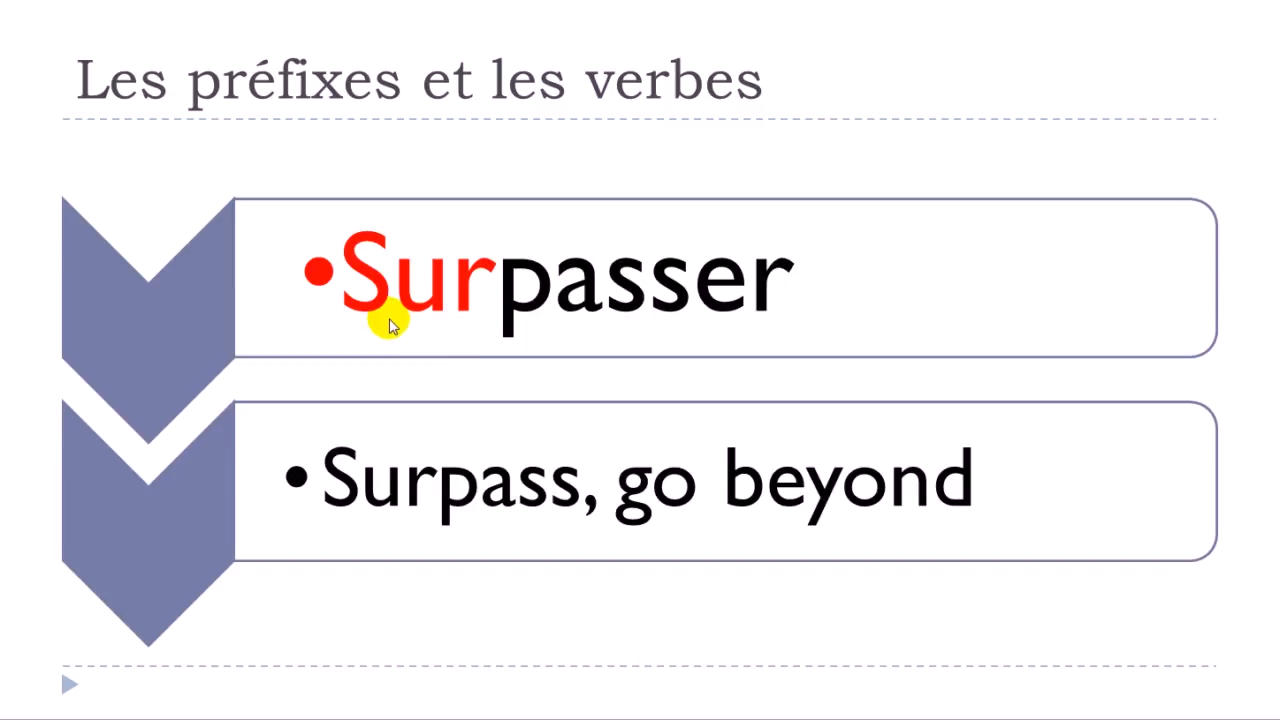 Les préfixes et les verbes
•Surpasser
•Surpass, go beyond